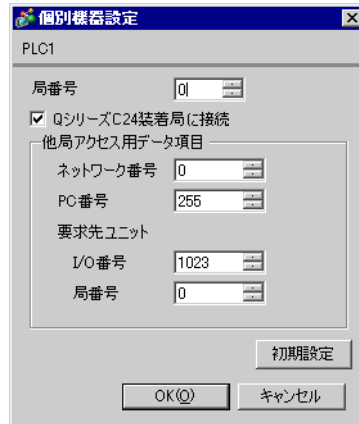 個別機器設定
PLC1
局番号 0
QシリーズC24装着局に接続
他局アクセス用データ項目
ネットワーク番号 0
PC番号 255
要求先ユニット
I/O番号 1023
局番号 0
初期設定
OK(O) キャンセル